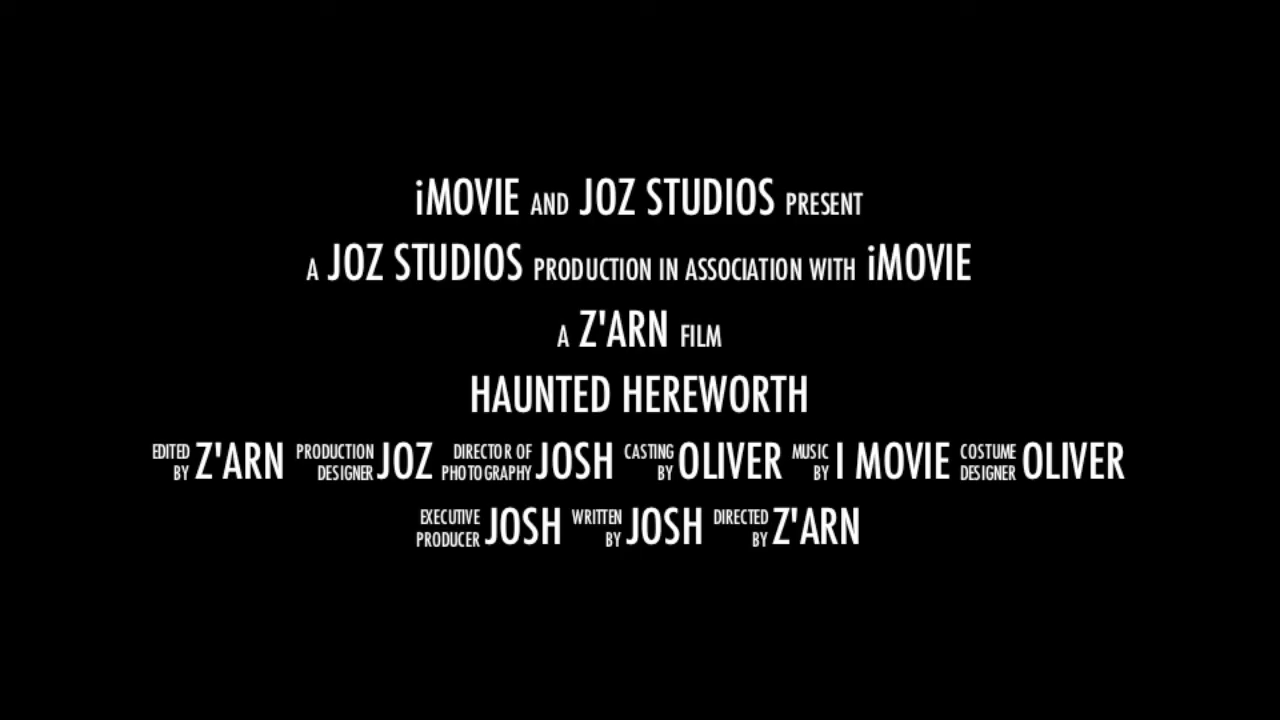 iMOVIE AND JOZ STUDIOS PRESENT
A JOZ STUDIOS PRODUCTION IN ASSOCIATION WITH iMOVIE
A Z'ARN FILM
HAUNTED HEREWORTH
EDITED BY Z'ARN PRODUCTION DESIGNER JOZ DIRECTOR OF PHOTOGRAPHY JOSH CASTING BY OLIVER MUSIC BY I MOVIE COSTUME DESIGNER OLIVER
EXECUTIVE PRODUCER JOSH WRITTEN BY JOSH DIRECTED BY Z'ARN